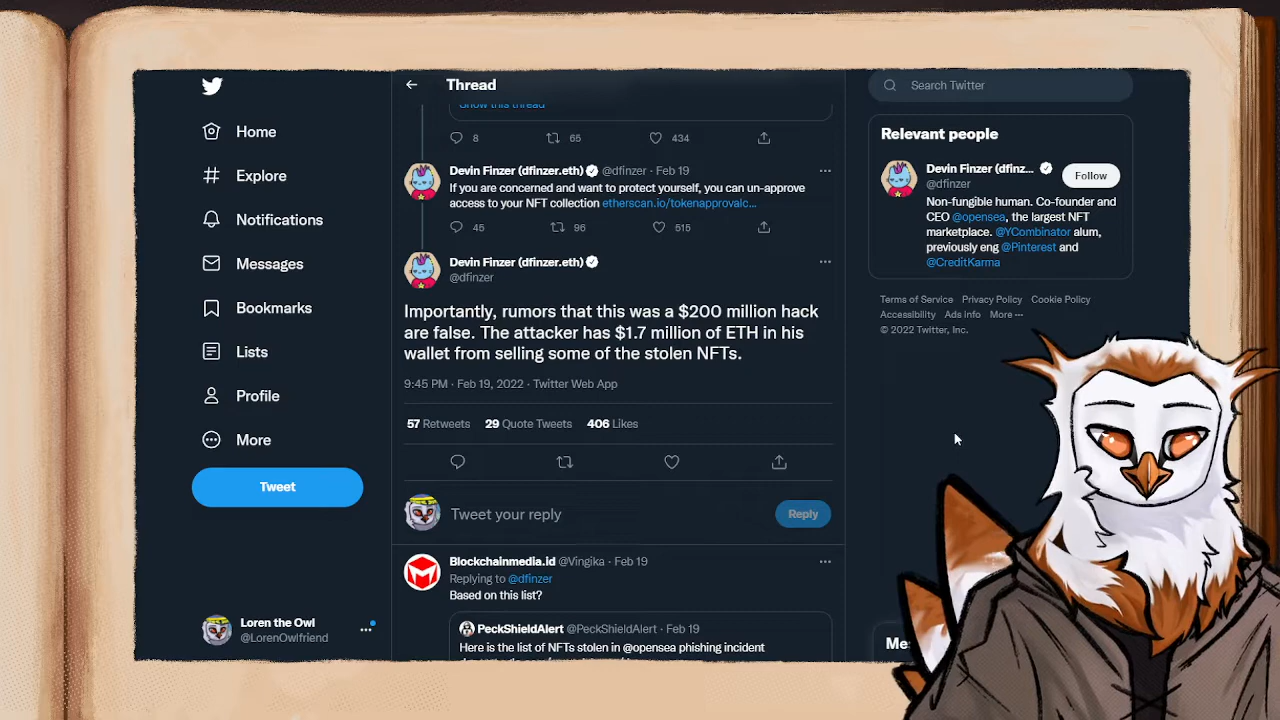 Thread
Search Twitter
Show this thread
Home
Explore
Notifications
Messages
Bookmarks
Lists
Profile
More
Tweet
Loren the Owl
@LorenOwlfriend
8 65 434
Devin Finzer (dfinzer.eth) @dfinzer · Feb 19
If you are concerned and want to protect yourself, you can un-approve
access to your NFT collection etherscan.io/tokenapprovalc...
45 96 515
Devin Finzer (dfinzer.eth)
@dfinzer
Importantly, rumors that this was a $200 million hack
are false. The attacker has $1.7 million of ETH in his
wallet from selling some of the stolen NFTs.
9:45 PM · Feb 19, 2022 · Twitter Web App
57 Retweets 29 Quote Tweets 406 Likes
Tweet your reply
Reply
Blockchainmedia.id @Vingika · Feb 19
Replying to @dfinzer
Based on this list?
PeckShieldAlert @PeckShieldAlert · Feb 19
Here is the list of NFTs stolen in @opensea phishing incident
Relevant people
Devin Finzer (dfinz...
@dfinzer
Follow
Non-fungible human. Co-founder and
CEO @opensea, the largest NFT
marketplace. @YCombinator alum,
previously eng @Pinterest and
@CreditKarma
Terms of Service Privacy Policy Cookie Policy
Accessibility Ads info More ···
© 2022 Twitter, Inc.